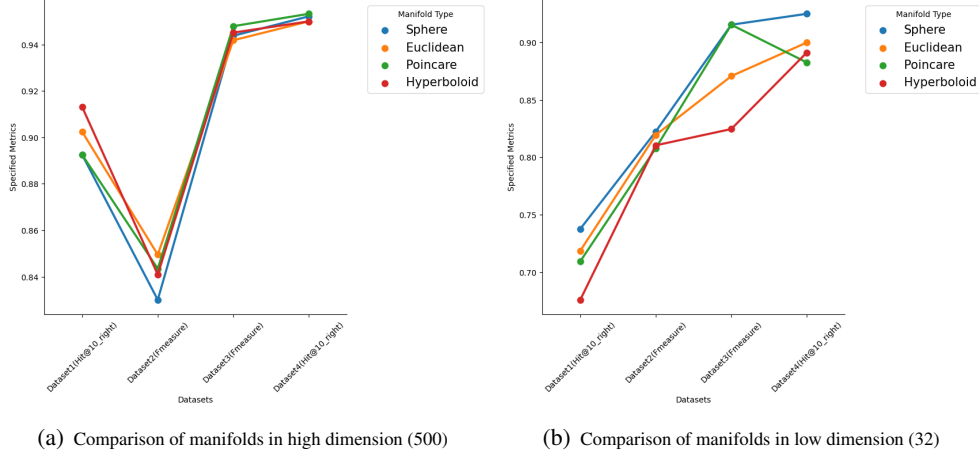 0.94
0.92
0.90
0.88
0.86
0.84
Specified Metrics
Dataset1(Hit@10_right)
Dataset2(Fmeasure)
Dataset3(Fmeasure)
Dataset4(Hit@10_right)
Datasets
Manifold Type
Sphere
Euclidean
Poincare
Hyperboloid
(a) Comparison of manifolds in high dimension (500)
0.90
0.85
0.80
0.75
0.70
Specified Metrics
Dataset1(Hit@10_right)
Dataset2(Fmeasure)
Dataset3(Fmeasure)
Dataset4(Hit@10_right)
Datasets
Manifold Type
Sphere
Euclidean
Poincare
Hyperboloid
(b) Comparison of manifolds in low dimension (32)